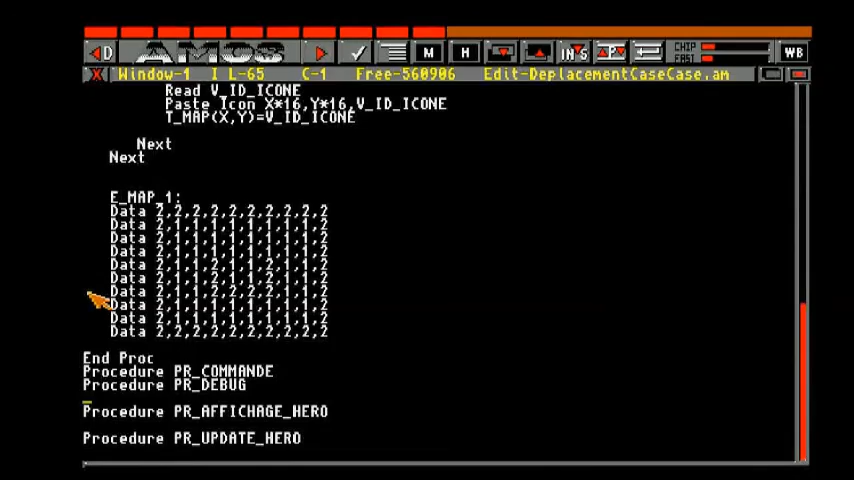 AMOS M H INS AP CHIP FAST WB
Window-1 I L-65 C-1 Free-560906 Edit-DeplacementCaseCase.am
Read V_ID_ICONE
Paste Icon X*16,Y*16,V_ID_ICONE
T_MAP(X,Y)=V_ID_ICONE
Next
Next
E_MAP_1:
Data 2,2,2,2,2,2,2,2,2,2
Data 2,1,1,1,1,1,1,1,1,2
Data 2,1,1,1,1,1,1,1,1,2
Data 2,1,1,1,1,1,1,1,1,2
Data 2,1,1,2,1,1,2,1,1,2
Data 2,1,1,2,1,1,2,1,1,2
Data 2,1,1,2,2,2,2,1,1,2
Data 2,1,1,1,1,1,1,1,1,2
Data 2,1,1,1,1,1,1,1,1,2
Data 2,2,2,2,2,2,2,2,2,2
End Proc
Procedure PR_COMMANDE
Procedure PR_DEBUG
Procedure PR_AFFICHAGE_HERO
Procedure PR_UPDATE_HERO